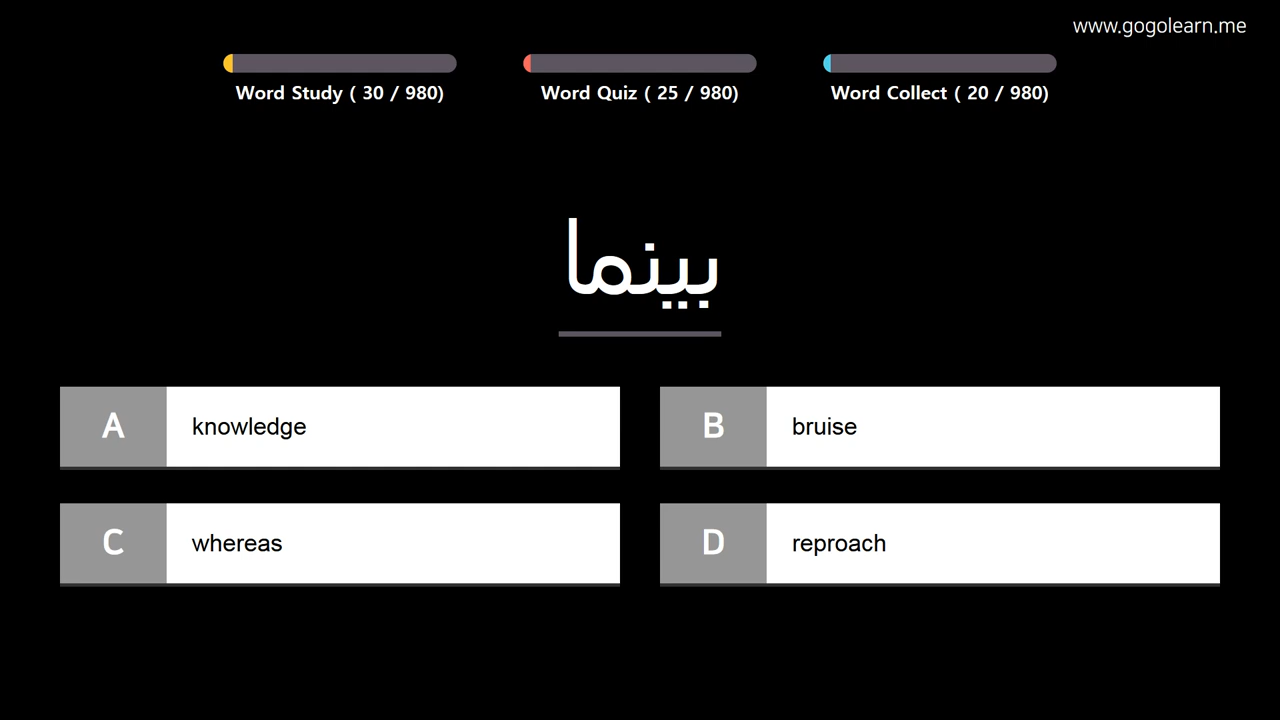 www.gogolearn.me
Word Study ( 30 / 980)
Word Quiz ( 25 / 980)
Word Collect ( 20 / 980)
بينما
A knowledge
B bruise
C whereas
D reproach